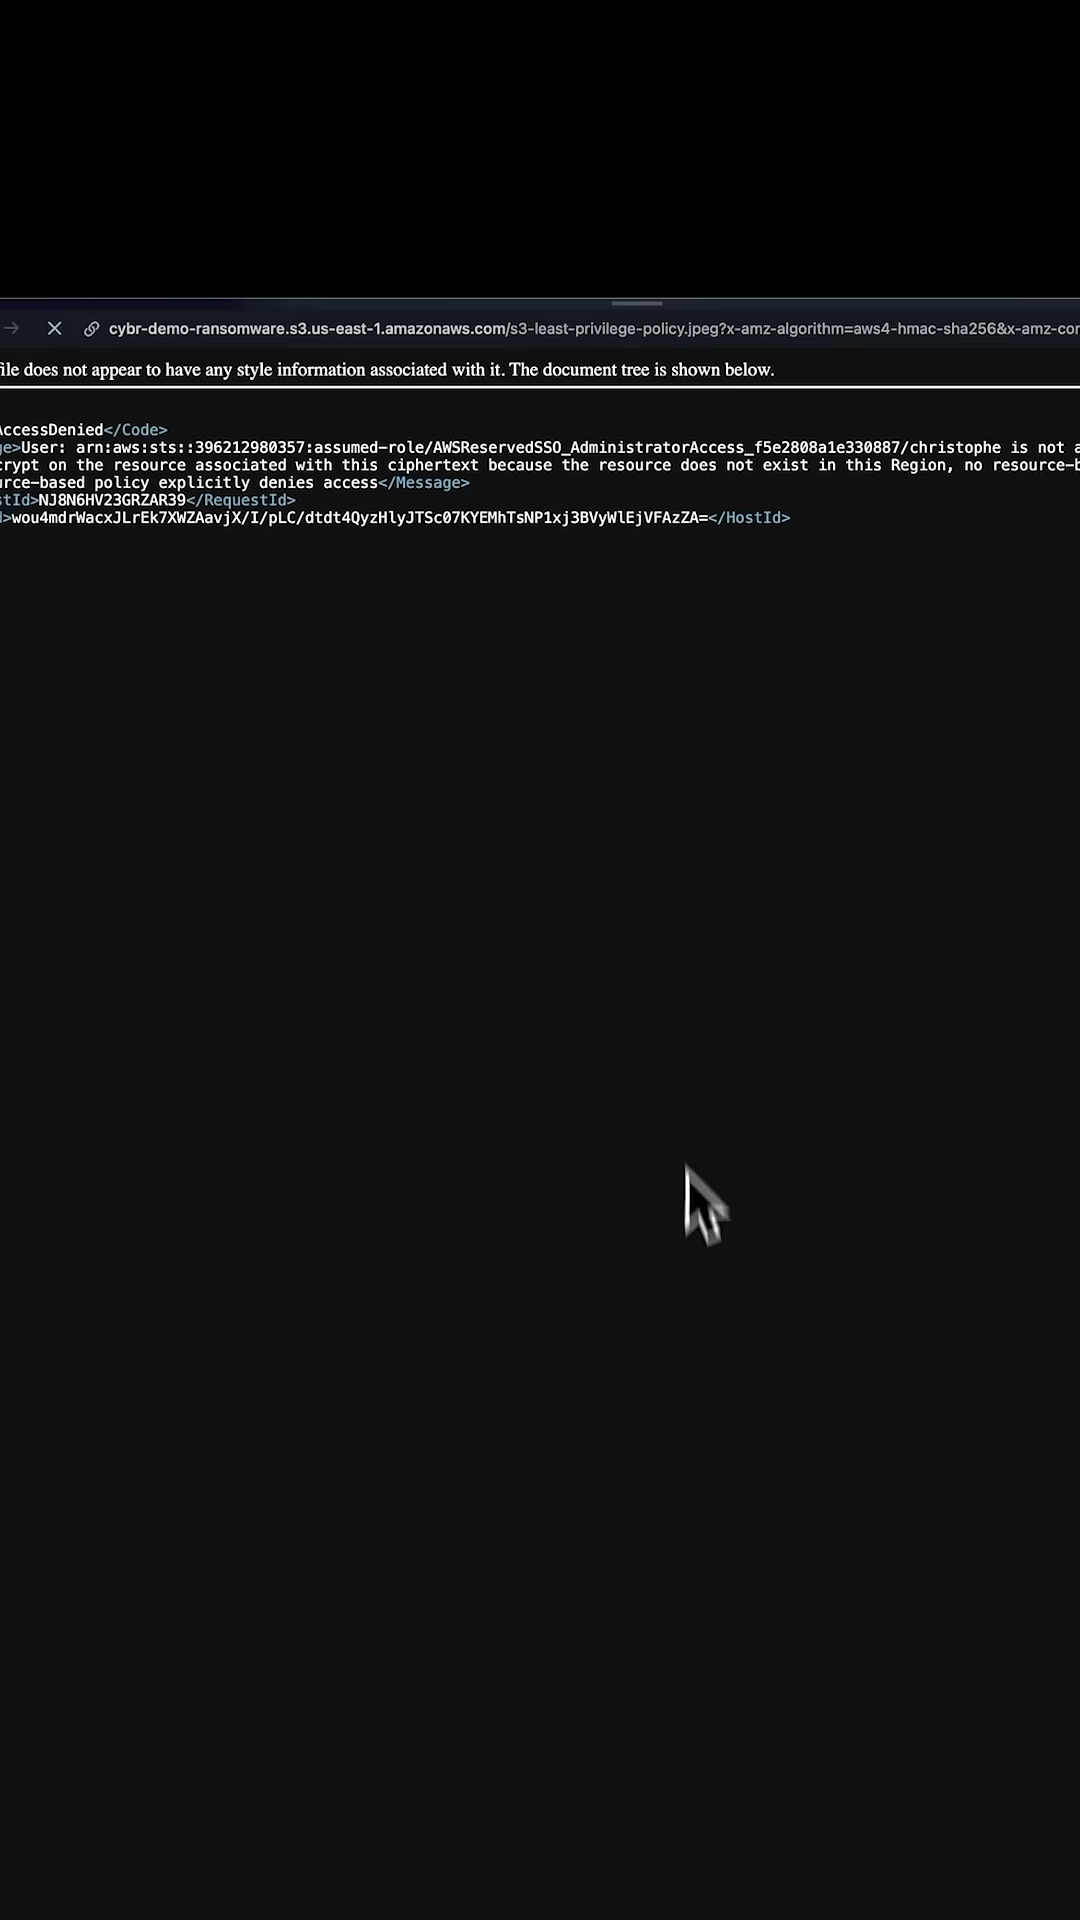 cybr-demo-ransomware.s3.us-east-1.amazonaws.com/s3-least-privilege-policy.jpeg?x-amz-algorithm=aws4-hmac-sha256&x-amz-cor
file does not appear to have any style information associated with it. The document tree is shown below.
AccessDenied</Code>
ge>User: arn:aws:sts::396212980357:assumed-role/AWSReservedSSO_AdministratorAccess_f5e2808a1e330887/christophe is not a
crypt on the resource associated with this ciphertext because the resource does not exist in this Region, no resource-b
urce-based policy explicitly denies access</Message>
stId>NJ8N6HV23GRZAR39</RequestId>
d>wou4mdrWacxJLrEk7XWZAavjX/I/pLC/dtdt4QyzHlyJTSc07KYEMhTsNP1xj3BVyWlEjVFAzZA=</HostId>